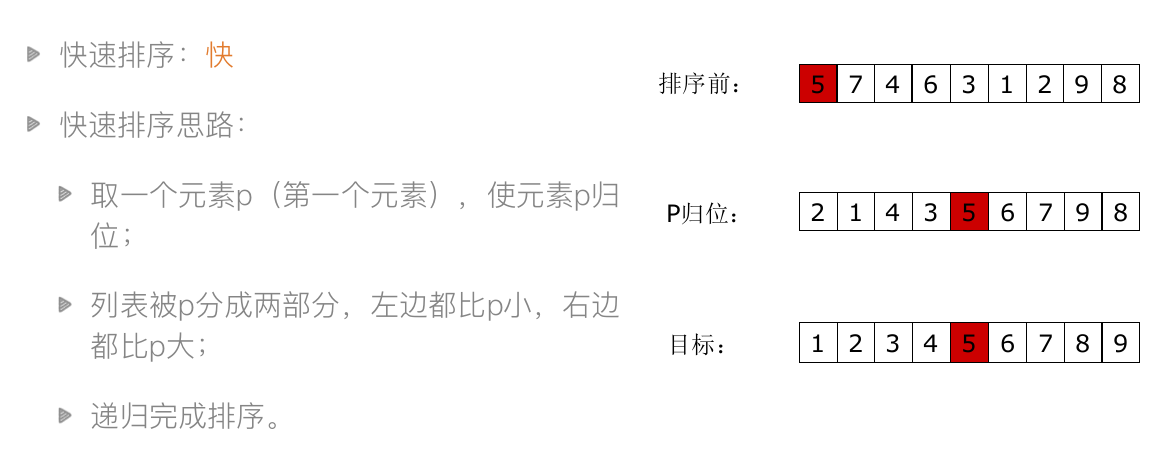 快速排序：快
快速排序思路：
取一个元素p（第一个元素），使元素p归
位；
列表被p分成两部分，左边都比p小，右边
都比p大；
递归完成排序。
排序前： 5 7 4 6 3 1 2 9 8
P归位： 2 1 4 3 5 6 7 9 8
目标： 1 2 3 4 5 6 7 8 9